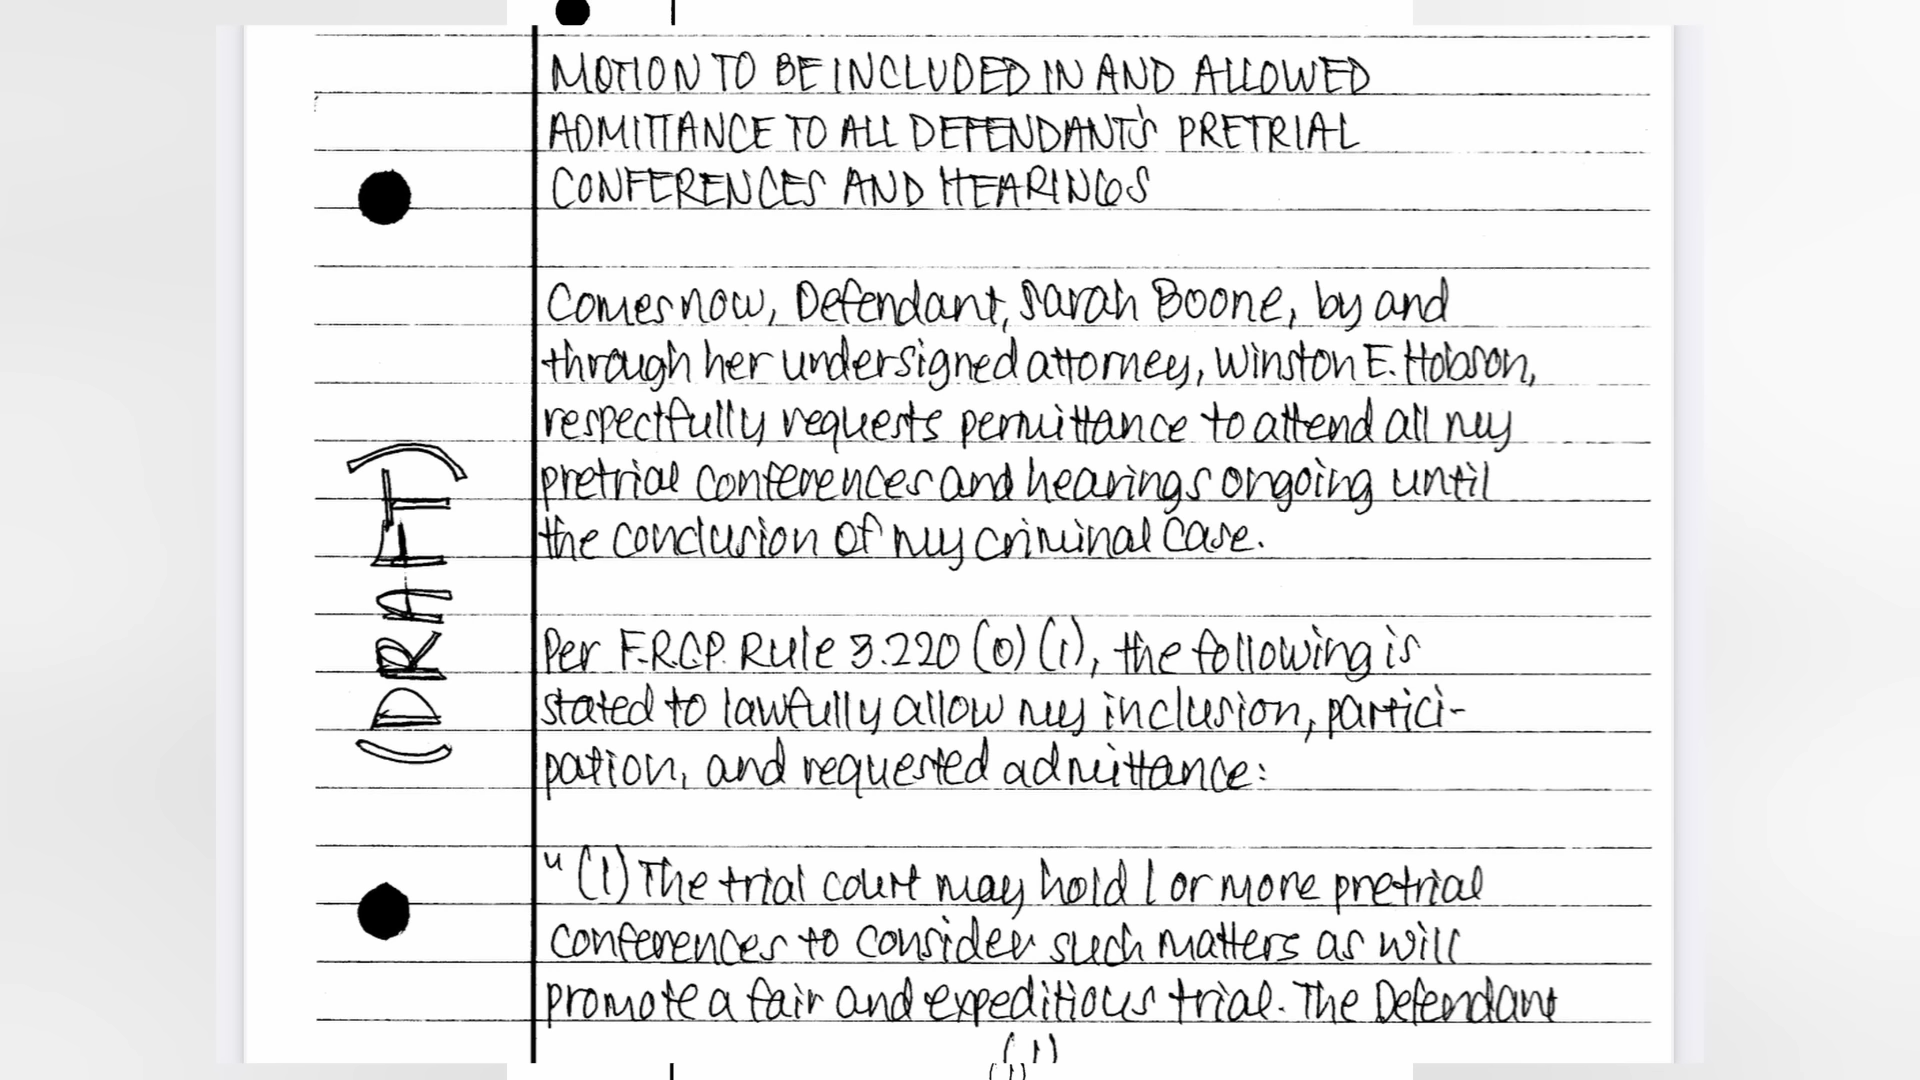 MOTION TO BE INCLUDED IN AND ALLOWED
ADMITTANCE TO ALL DEFENDANT'S PRETRIAL
CONFERENCES AND HEARINGS
Comes now, Defendant, Sarah Boone, by and
through her undersigned attorney, Winston E. Hobson,
respectfully requests permittance to attend all my
pretrial conferences and hearings ongoing until
the conclusion of my criminal case.
(DRAFT)
Per F.R.C.P. Rule 3.220 (o) (1), the following is
stated to lawfully allow my inclusion, partici-
pation, and requested admittance:
"(1) The trial court may hold 1 or more pretrial
conferences to consider such matters as will
promote a fair and expeditious trial. The Defendant
(1)
(1)